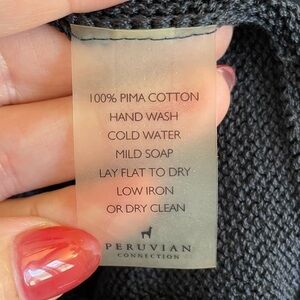 100% PIMA COTTON
HAND WASH
COLD WATER
MILD SOAP
LAY FLAT TO DRY
LOW IRON
OR DRY CLEAN
PERUVIAN
CONNECTION